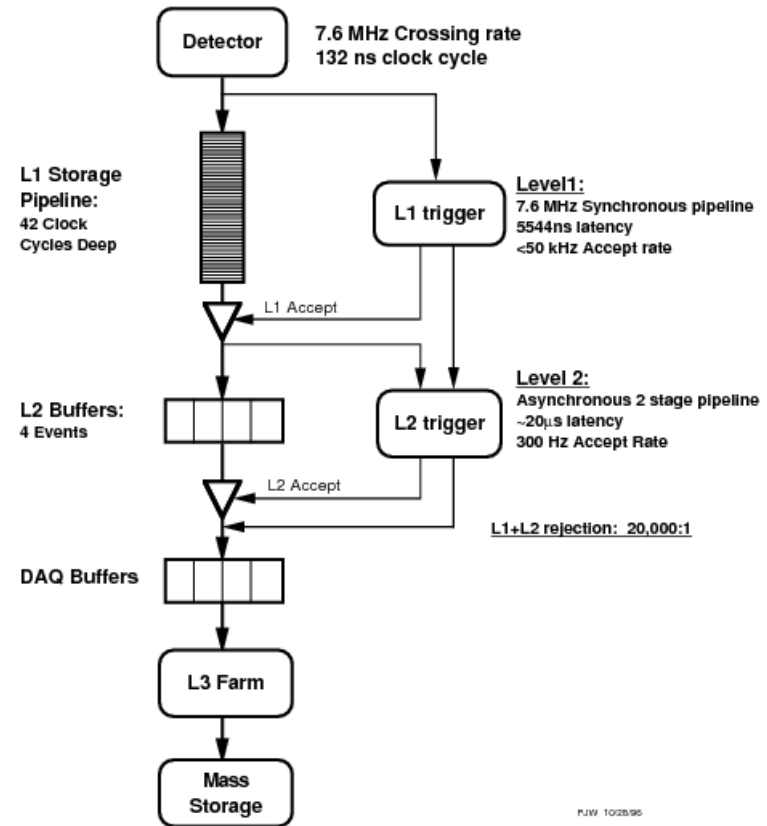 Detector
7.6 MHz Crossing rate
132 ns clock cycle
L1 Storage
Pipeline:
42 Clock
Cycles Deep
L1 trigger
Level1:
7.6 MHz Synchronous pipeline
5544ns latency
<50 kHz Accept rate
L1 Accept
L2 Buffers:
4 Events
L2 trigger
Level 2:
Asynchronous 2 stage pipeline
~20µs latency
300 Hz Accept Rate
L2 Accept
L1+L2 rejection: 20,000:1
DAQ Buffers
L3 Farm
Mass
Storage
PJW 10/28/96